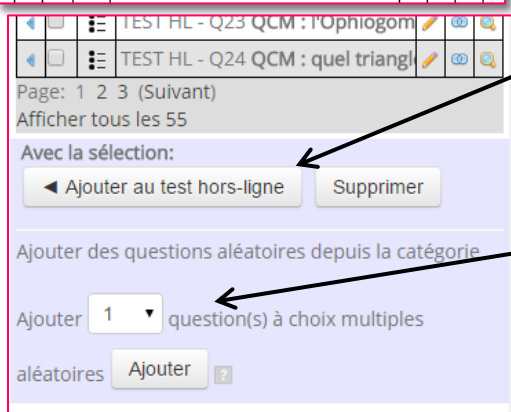 TEST HL - Q23 QCM : l'Ophiogom
TEST HL - Q24 QCM : quel triangl
Page: 1 2 3 (Suivant)
Afficher tous les 55
Avec la sélection:
◄ Ajouter au test hors-ligne Supprimer
Ajouter des questions aléatoires depuis la catégorie
Ajouter 1 question(s) à choix multiples
aléatoires Ajouter ?